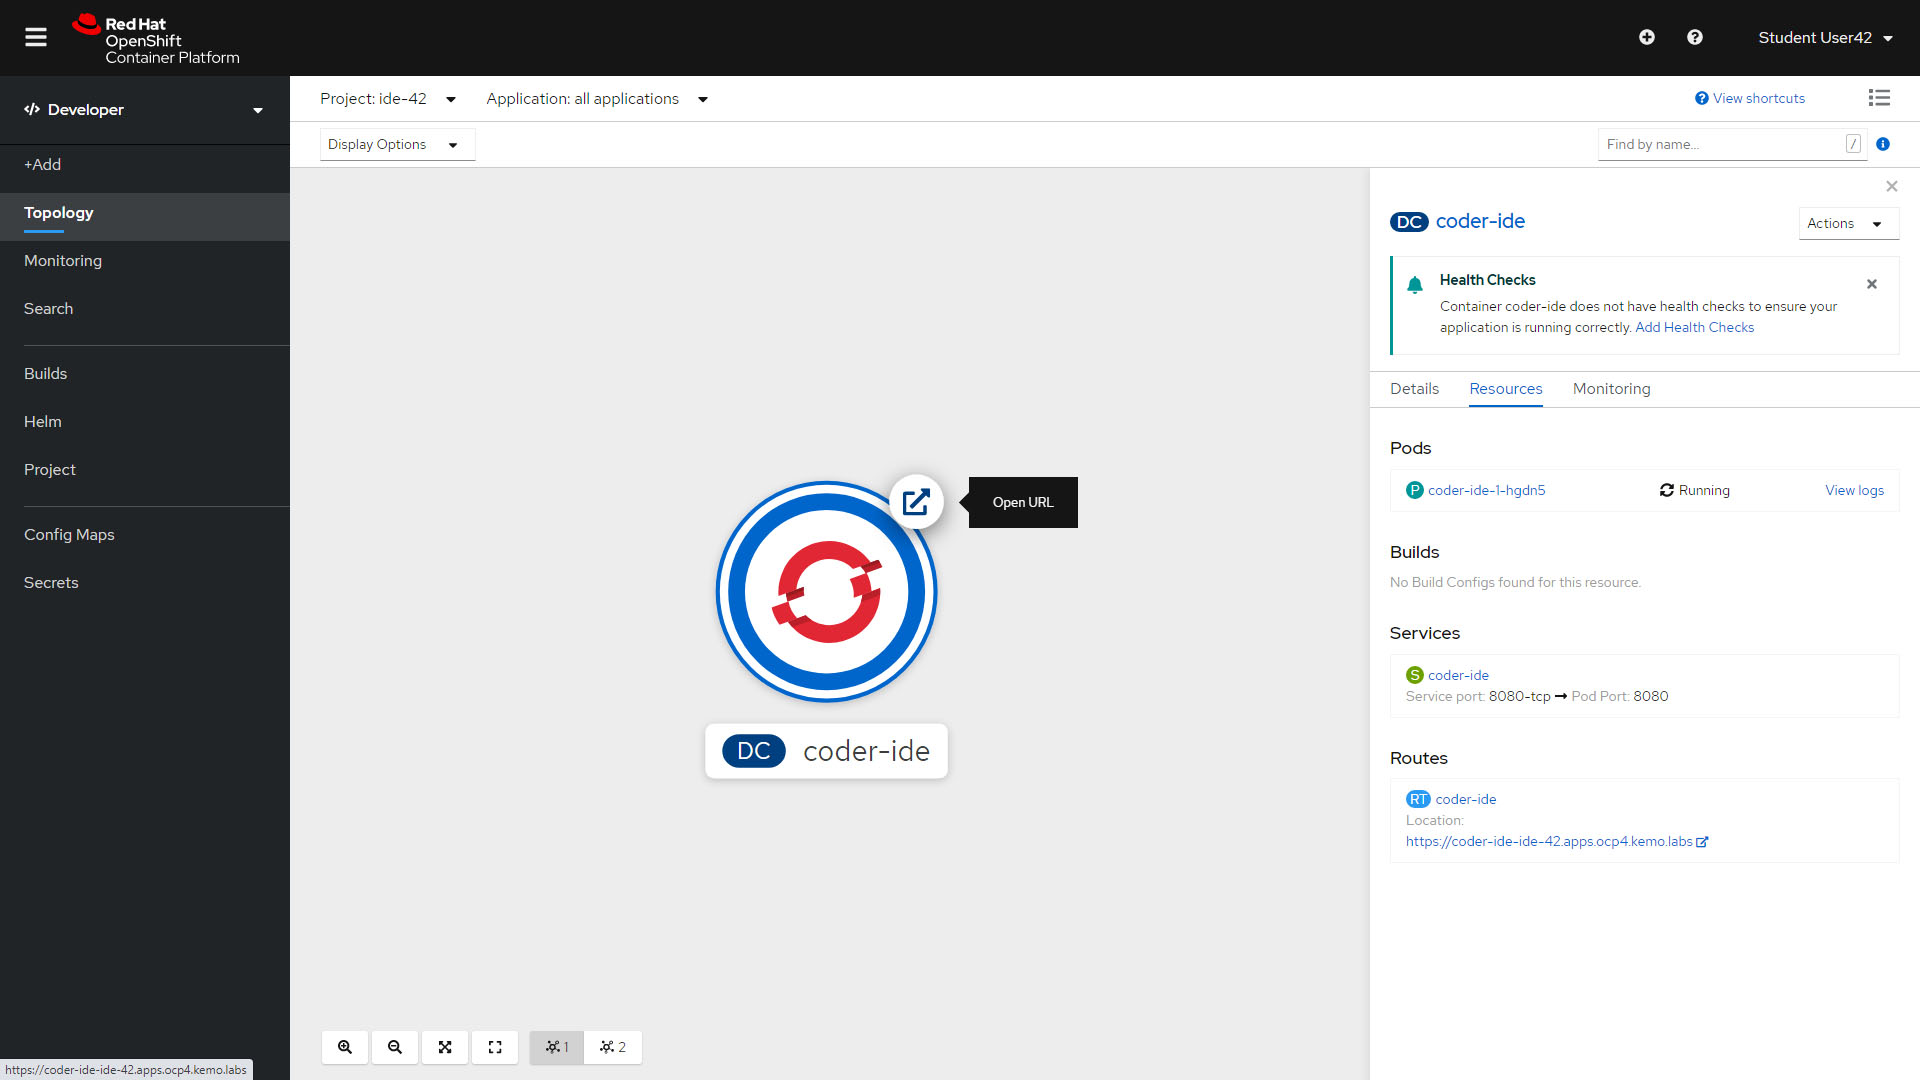 Red Hat
OpenShift
Container Platform
Student User42
Developer
+Add
Topology
Monitoring
Search
Builds
Helm
Project
Config Maps
Secrets
Project: ide-42
Application: all applications
View shortcuts
Display Options
Find by name...
/
Open URL
DC coder-ide
1
2
https://coder-ide-ide-42.apps.ocp4.kemo.labs
DC coder-ide
Actions
Health Checks
Container coder-ide does not have health checks to ensure your
application is running correctly. Add Health Checks
Details
Resources
Monitoring
Pods
P coder-ide-1-hgdn5
Running
View logs
Builds
No Build Configs found for this resource.
Services
S coder-ide
Service port: 8080-tcp → Pod Port: 8080
Routes
RT coder-ide
Location:
https://coder-ide-ide-42.apps.ocp4.kemo.labs